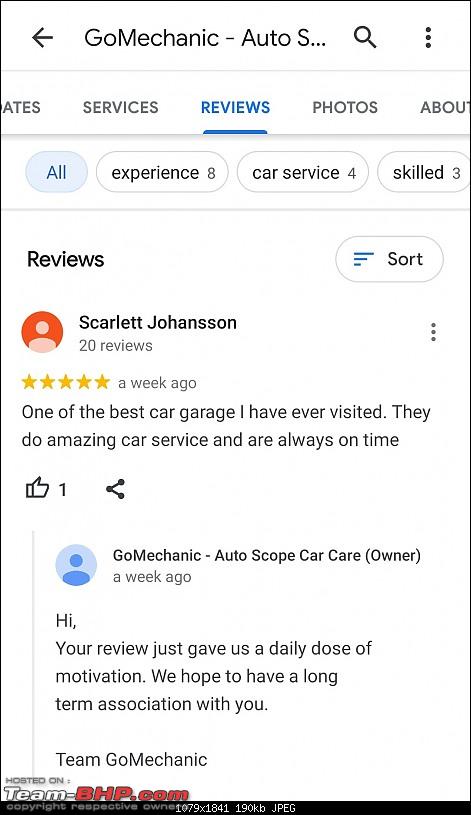 GoMechanic - Auto S...
ATES SERVICES REVIEWS PHOTOS ABOUT
All experience 8 car service 4 skilled 3
Reviews Sort
Scarlett Johansson
20 reviews
a week ago
One of the best car garage I have ever visited. They
do amazing car service and are always on time
1
GoMechanic - Auto Scope Car Care (Owner)
a week ago
Hi,
Your review just gave us a daily dose of
motivation. We hope to have a long
term association with you.
Team GoMechanic
HOSTED ON :
Team-BHP.com
copyright respective owners
1079x1841 190kb JPEG